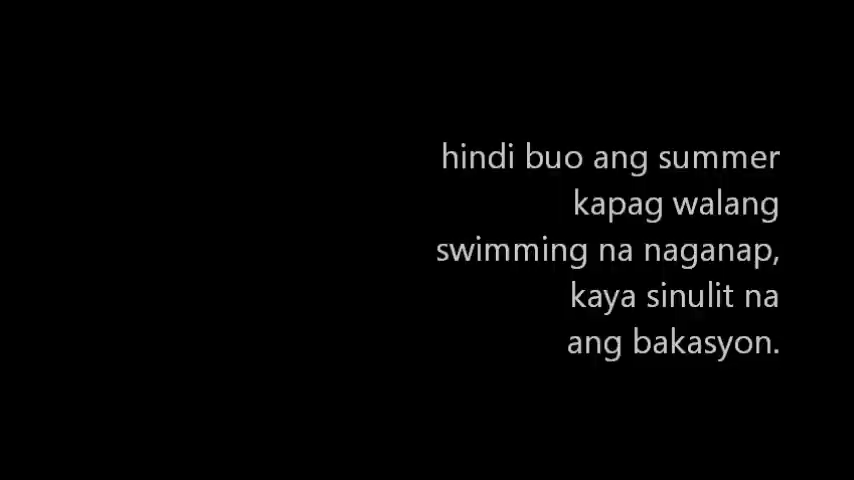 hindi buo ang summer
kapag walang
swimming na naganap,
kaya sinulit na
ang bakasyon.